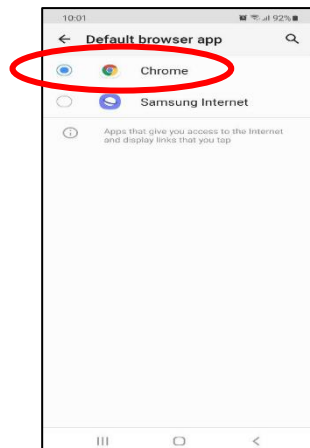 10:01 92%
Default browser app
Chrome
Samsung Internet
Apps that give you access to the Internet
and display links that you tap